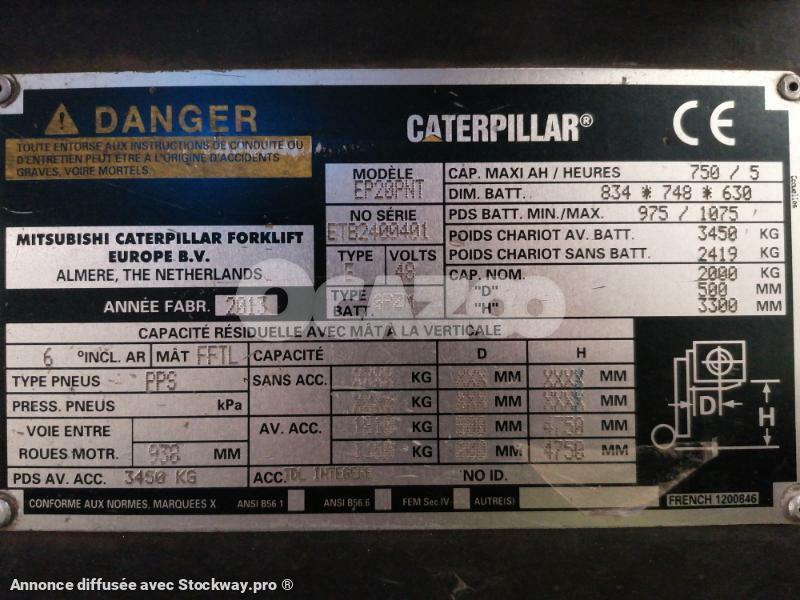 DANGER
TOUTE ENTORSE AUX INSTRUCTIONS DE CONDUITE OU
D'ENTRETIEN PEUT ÊTRE A L'ORIGINE D'ACCIDENTS
GRAVES, VOIRE MORTELS
CATERPILLAR®
CE
MODÈLE
EP20PNT
NO SÉRIE
ETB2400401
TYPE VOLTS
E 48
TYPE
BATT.
CAP. MAXI AH / HEURES 750 / 5
DIM. BATT. 834 * 748 * 630
PDS BATT. MIN./MAX. 975 / 1075
POIDS CHARIOT AV. BATT. 3450 KG
POIDS CHARIOT SANS BATT. 2419 KG
CAP. NOM. 2000 KG
"D" 500 MM
"H" 3300 MM
MITSUBISHI CATERPILLAR FORKLIFT
EUROPE B.V.
ALMERE, THE NETHERLANDS
ANNÉE FABR. 2013
OCAZOO
CAPACITÉ RÉSIDUELLE AVEC MÂT A LA VERTICALE
6 °INCL. AR MÂT FFTL CAPACITÉ D H
TYPE PNEUS PPS SANS ACC. KG MM XXXX MM
PRESS. PNEUS kPa KG MM MM
VOIE ENTRE AV. ACC. KG MM 4750 MM
ROUES MOTR. 938 MM KG MM 4750 MM
PDS AV. ACC. 3450 KG ACC. TDL INTEGERE NO ID.
CONFORME AUX NORMES, MARQUEES X ANSI B56.1 ANSI B56.6 FEM Sec.IV AUTRE(S) FRENCH 1200846
D
H
Annonce diffusée avec Stockway.pro ®